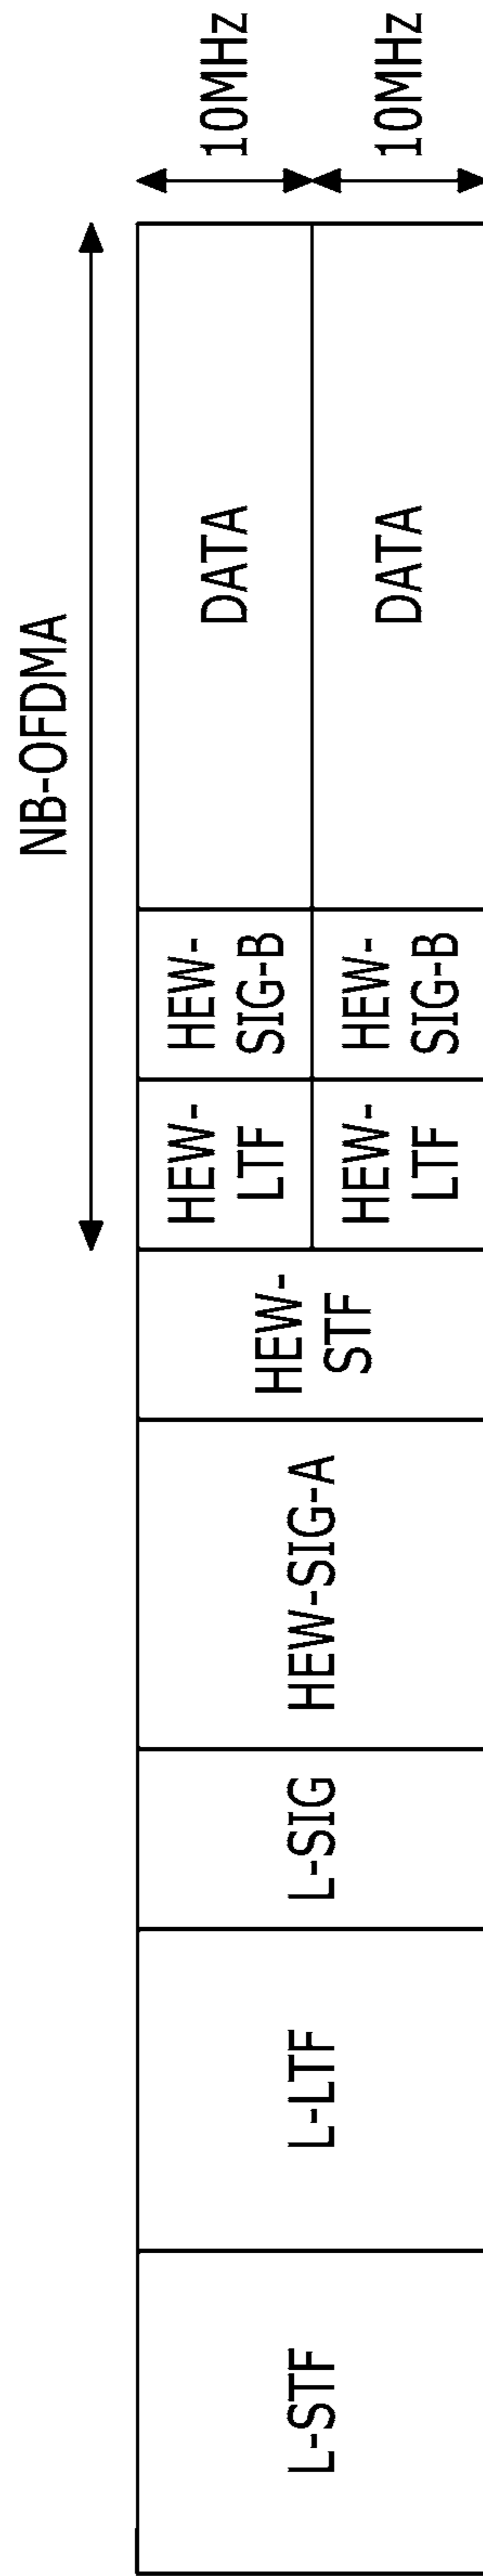 NB-OFDMA
L-STF
L-LTF
L-SIG
HEW-SIG-A
HEW-
STF
HEW-
LTF
HEW-
SIG-B
DATA
10MHz
HEW-
LTF
HEW-
SIG-B
DATA
10MHz